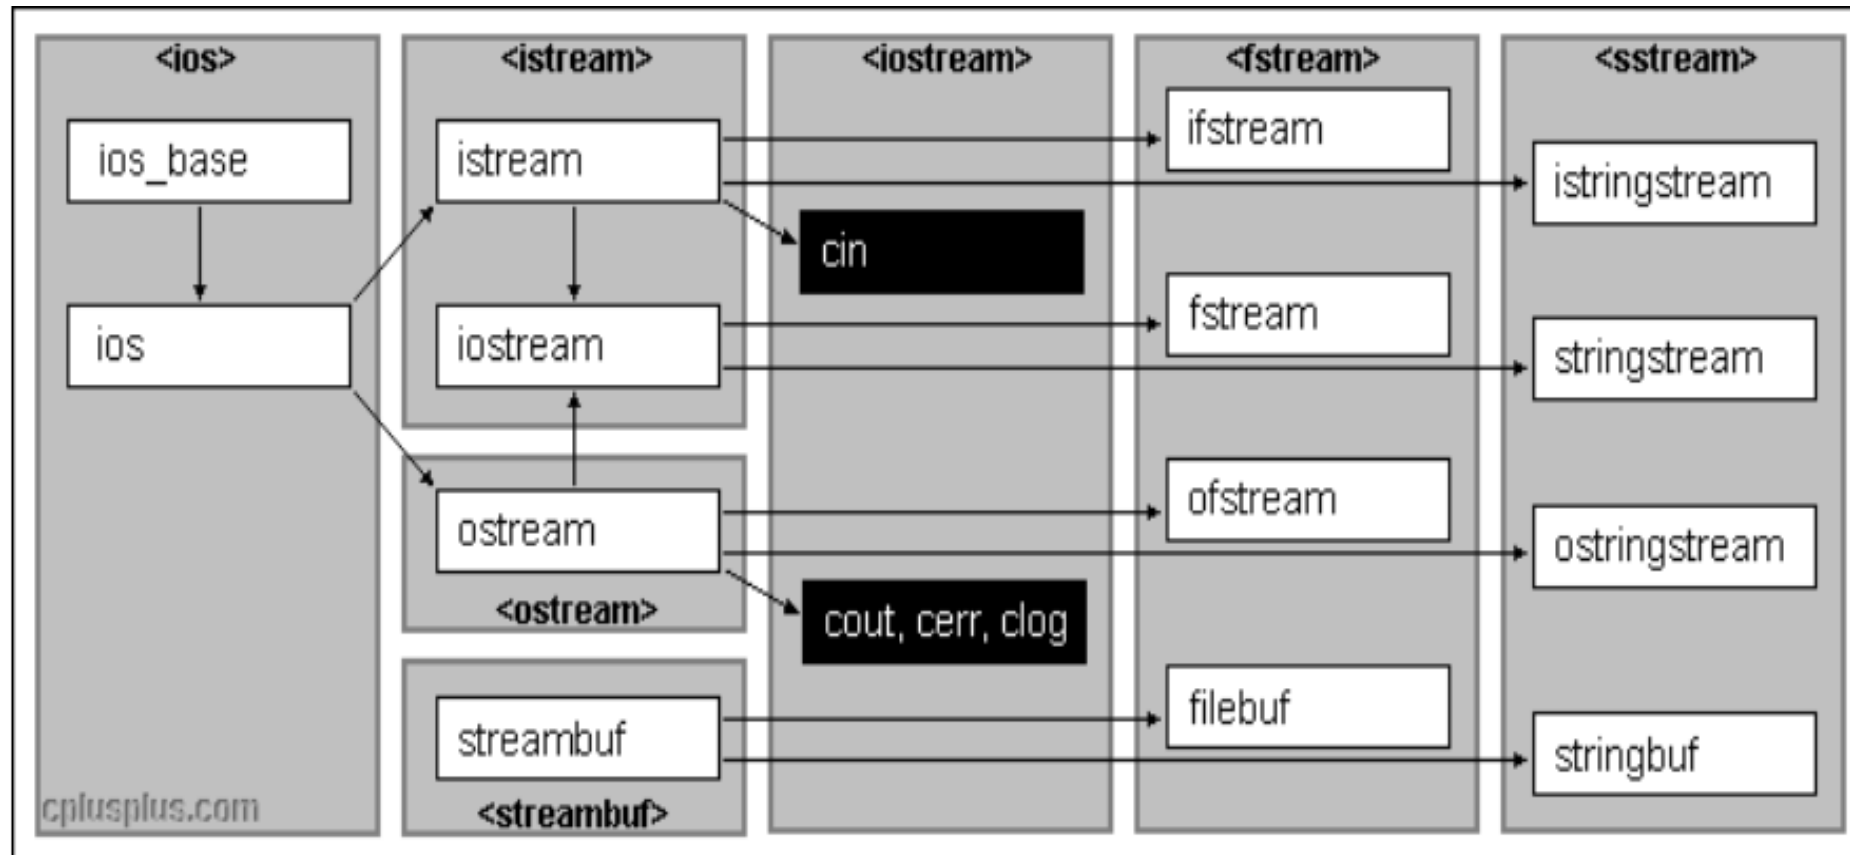 <ios>
ios_base
ios
cplusplus.com
<istream>
istream
iostream
ostream
<ostream>
streambuf
<streambuf>
<iostream>
cin
cout, cerr, clog
<fstream>
ifstream
fstream
ofstream
filebuf
<sstream>
istringstream
stringstream
ostringstream
stringbuf